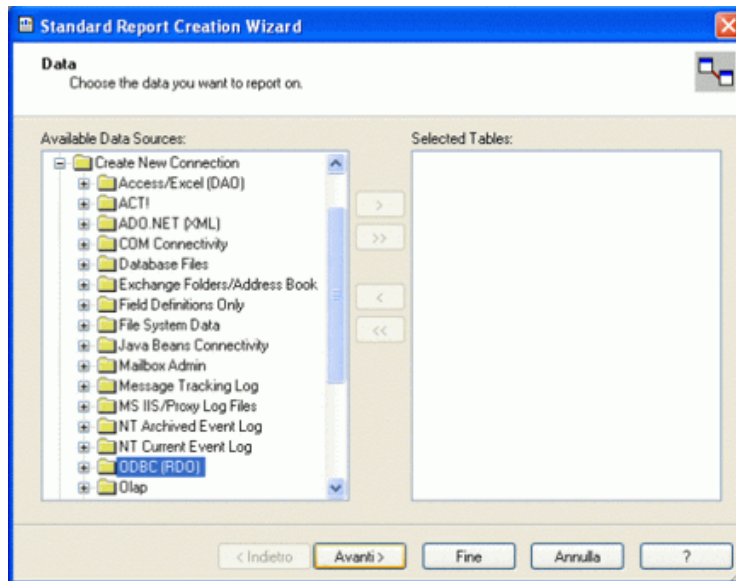 Standard Report Creation Wizard
Data
Choose the data you want to report on.
Available Data Sources:
Selected Tables:
Create New Connection
Access/Excel (DAO)
ACT!
ADO.NET (XML)
COM Connectivity
Database Files
Exchange Folders/Address Book
Field Definitions Only
File System Data
Java Beans Connectivity
Mailbox Admin
Message Tracking Log
MS IIS/Proxy Log Files
NT Archived Event Log
NT Current Event Log
ODBC (RDO)
Olap
>
>>
<
<<
< Indietro Avanti > Fine Annulla ?